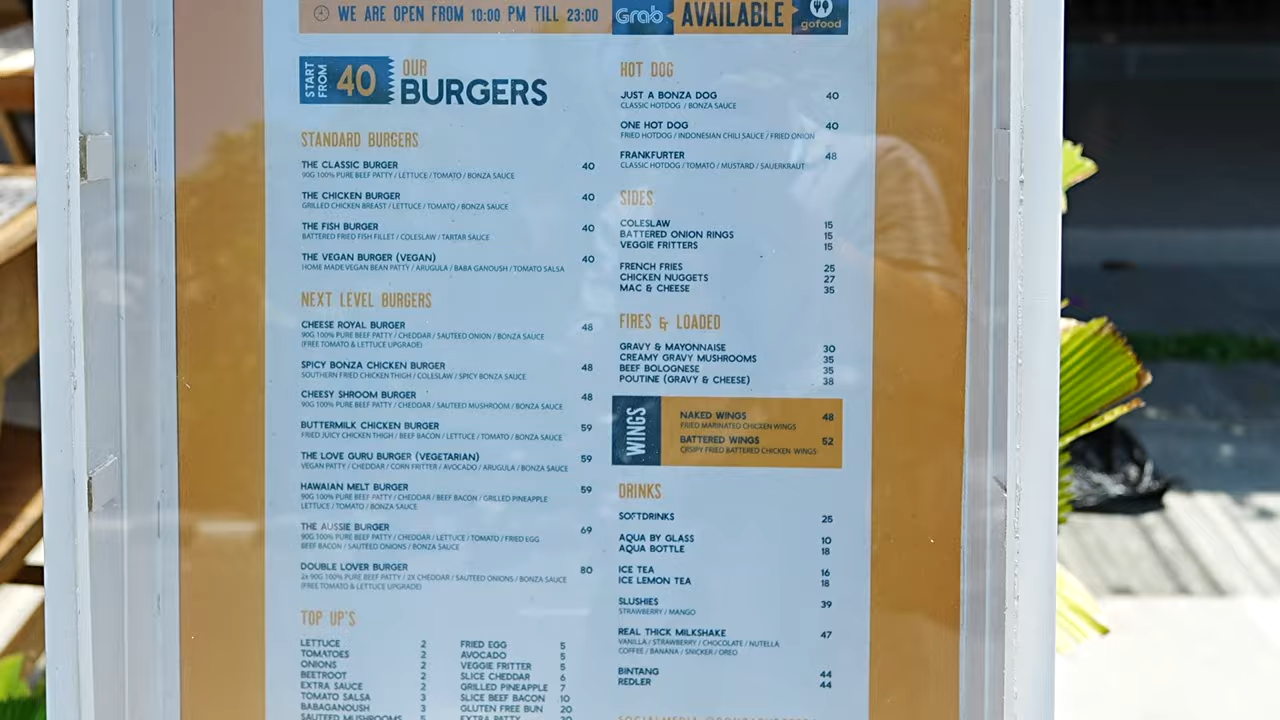 WE ARE OPEN FROM 10:00 PM TILL 23:00
Grab
AVAILABLE
gofood
START FROM 40
OUR
BURGERS
STANDARD BURGERS
THE CLASSIC BURGER 40
90G 100% PURE BEEF PATTY / LETTUCE / TOMATO / BONZA SAUCE
THE CHICKEN BURGER 40
GRILLED CHICKEN BREAST / LETTUCE / TOMATO / BONZA SAUCE
THE FISH BURGER 40
BATTERED FRIED FISH FILLET / COLESLAW / TARTAR SAUCE
THE VEGAN BURGER (VEGAN) 40
HOME MADE VEGAN BEAN PATTY / ARUGULA / BABA GANOUSH / TOMATO SALSA
NEXT LEVEL BURGERS
CHEESE ROYAL BURGER 48
90G 100% PURE BEEF PATTY / CHEDDAR / SAUTEED ONION / BONZA SAUCE
(FREE TOMATO & LETTUCE UPGRADE)
SPICY BONZA CHICKEN BURGER 48
SOUTHERN FRIED CHICKEN THIGH / COLESLAW / SPICY BONZA SAUCE
CHEESY SHROOM BURGER 48
90G 100% PURE BEEF PATTY / CHEDDAR / SAUTEED MUSHROOM / BONZA SAUCE
BUTTERMILK CHICKEN BURGER 59
FRIED JUICY CHICKEN THIGH / BEEF BACON / LETTUCE / TOMATO / BONZA SAUCE
THE LOVE GURU BURGER (VEGETARIAN) 59
VEGAN PATTY / CHEDDAR / CORN FRITTER / AVOCADO / ARUGULA / BONZA SAUCE
HAWAIAN MELT BURGER 59
90G 100% PURE BEEF PATTY / CHEDDAR / BEEF BACON / GRILLED PINEAPPLE
LETTUCE / TOMATO / BONZA SAUCE
THE AUSSIE BURGER 69
90G 100% PURE BEEF PATTY / CHEDDAR / LETTUCE / TOMATO / FRIED EGG
BEEF BACON / SAUTEED ONIONS / BONZA SAUCE
DOUBLE LOVER BURGER 80
2x 90G 100% PURE BEEF PATTY / 2X CHEDDAR / SAUTEED ONIONS / BONZA SAUCE
(FREE TOMATO & LETTUCE UPGRADE)
TOP UP'S
LETTUCE 2
TOMATOES 2
ONIONS 2
BEETROOT 2
EXTRA SAUCE 2
TOMATO SALSA 3
BABAGANOUSH 3
SAUTEED MUSHROOMS 5
FRIED EGG 5
AVOCADO 5
VEGGIE FRITTER 5
SLICE CHEDDAR 6
GRILLED PINEAPPLE 7
SLICE BEEF BACON 10
GLUTEN FREE BUN 20
EXTRA PATTY
HOT DOG
JUST A BONZA DOG 40
CLASSIC HOTDOG / BONZA SAUCE
ONE HOT DOG 40
FRIED HOTDOG / INDONESIAN CHILI SAUCE / FRIED ONION
FRANKFURTER 48
CLASSIC HOTDOG / TOMATO / MUSTARD / SAUERKRAUT
SIDES
COLESLAW 15
BATTERED ONION RINGS 15
VEGGIE FRITTERS 15
FRENCH FRIES 25
CHICKEN NUGGETS 27
MAC & CHEESE 35
FIRES & LOADED
GRAVY & MAYONNAISE 30
CREAMY GRAVY MUSHROOMS 35
BEEF BOLOGNESE 35
POUTINE (GRAVY & CHEESE) 38
WINGS
NAKED WINGS 48
FRIED MARINATED CHICKEN WINGS
BATTERED WINGS 52
CRSIPY FRIED BATTERED CHICKEN WINGS
DRINKS
SOFTDRINKS 25
AQUA BY GLASS 10
AQUA BOTTLE 18
ICE TEA 16
ICE LEMON TEA 18
SLUSHIES 39
STRAWBERRY / MANGO
REAL THICK MILKSHAKE 47
VANILLA / STRAWBERRY / CHOCOLATE / NUTELLA
COFFEE / BANANA / SNICKER / OREO
BINTANG 44
REDLER 44